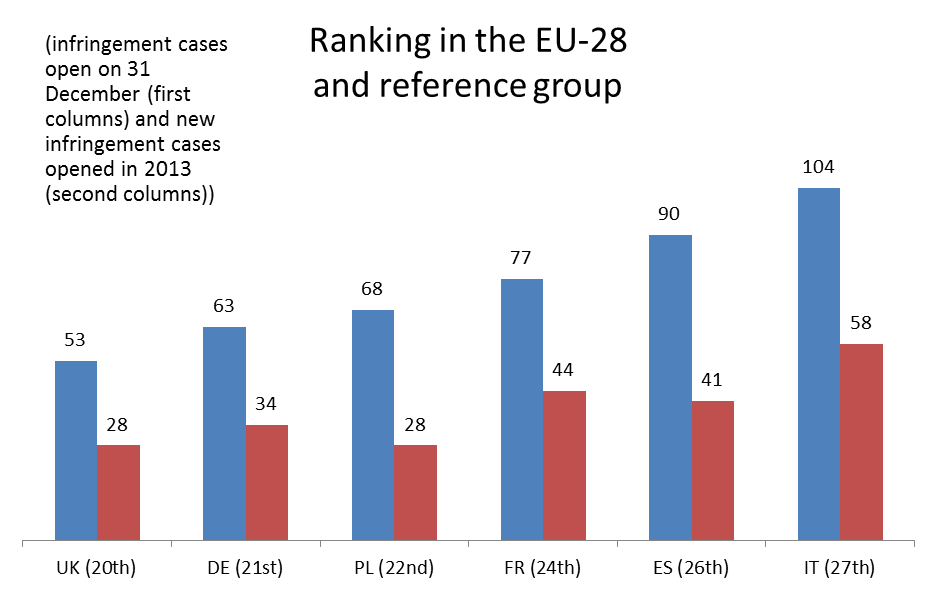 Ranking in the EU-28
and reference group
(infringement cases
open on 31
December (first
columns) and new
infringement cases
opened in 2013
(second columns))
53
28
63
34
68
28
77
44
90
41
104
58
UK (20th)
DE (21st)
PL (22nd)
FR (24th)
ES (26th)
IT (27th)